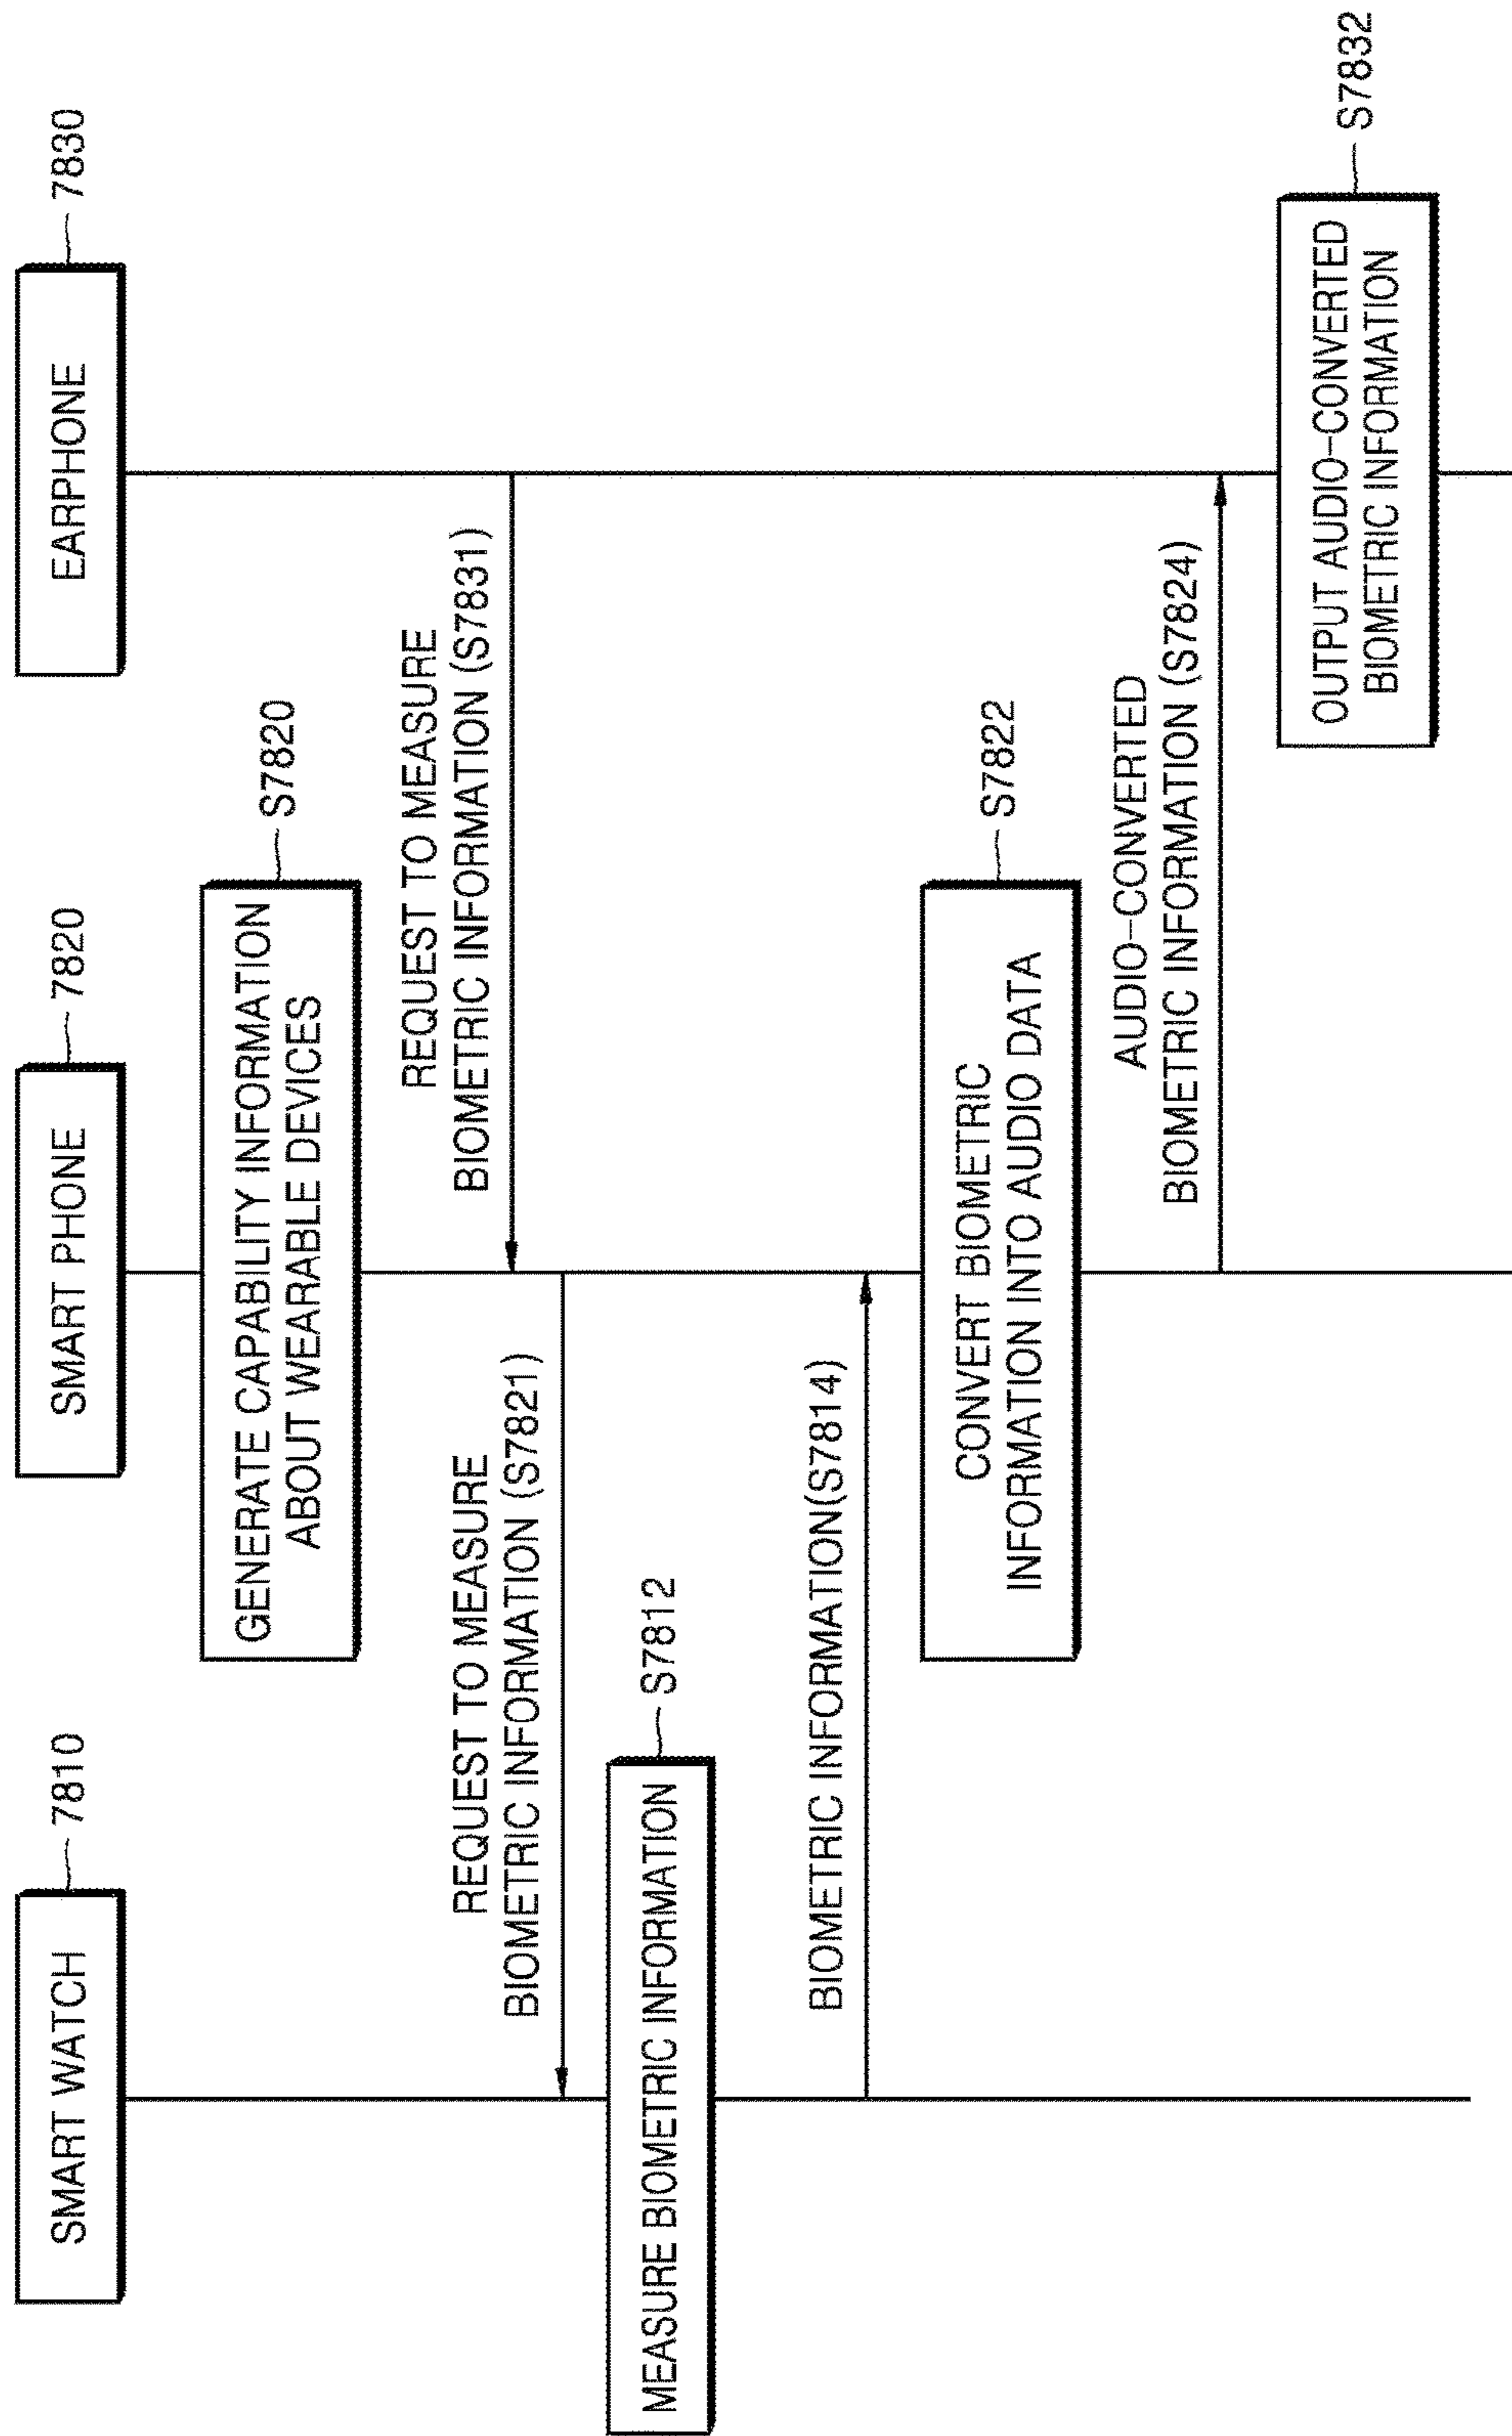 SMART WATCH
7810
SMART PHONE
7820
EARPHONE
7830
GENERATE CAPABILITY INFORMATION
ABOUT WEARABLE DEVICES
S7820
REQUEST TO MEASURE
BIOMETRIC INFORMATION (S7831)
REQUEST TO MEASURE
BIOMETRIC INFORMATION (S7821)
MEASURE BIOMETRIC INFORMATION
S7812
BIOMETRIC INFORMATION(S7814)
CONVERT BIOMETRIC
INFORMATION INTO AUDIO DATA
S7822
AUDIO-CONVERTED
BIOMETRIC INFORMATION (S7824)
OUTPUT AUDIO-CONVERTED
BIOMETRIC INFORMATION
S7832